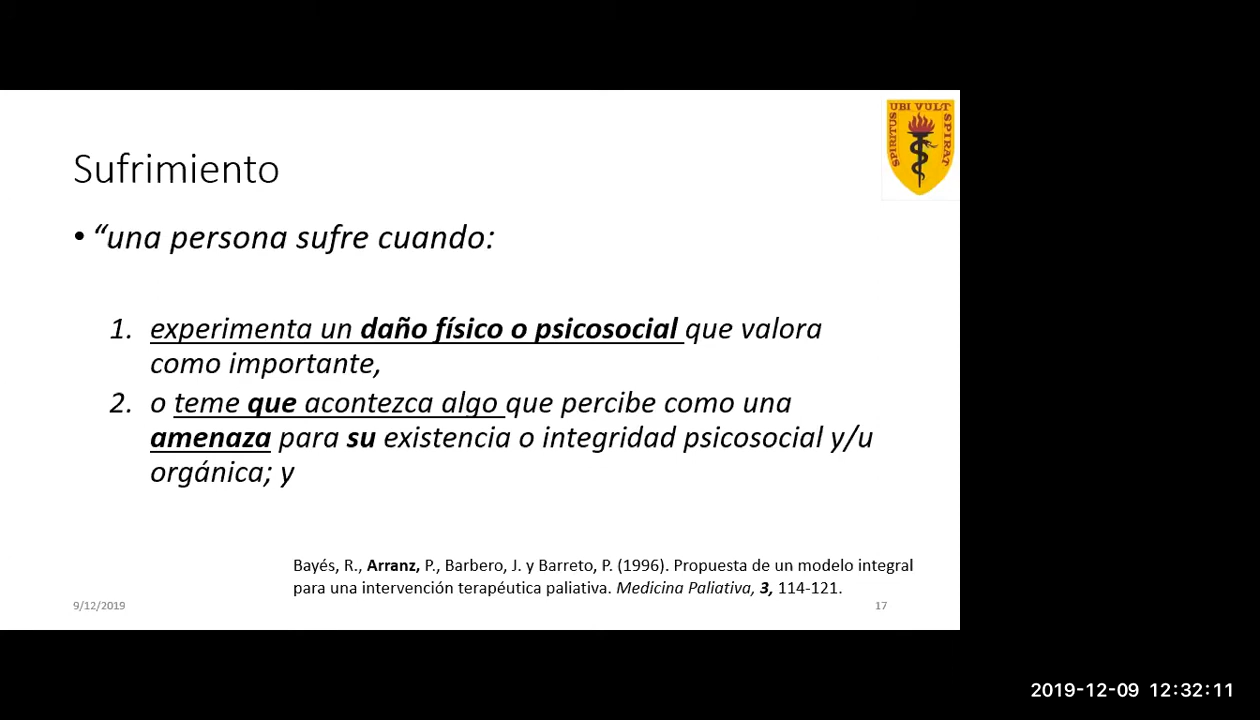 SPIRITUS UBI VULT SPIRAT
Sufrimiento
• “una persona sufre cuando:
1. experimenta un daño físico o psicosocial que valora
como importante,
2. o teme que acontezca algo que percibe como una
amenaza para su existencia o integridad psicosocial y/u
orgánica; y
Bayés, R., Arranz, P., Barbero, J. y Barreto, P. (1996). Propuesta de un modelo integral
para una intervención terapéutica paliativa. Medicina Paliativa, 3, 114-121.
9/12/2019
17
2019-12-09 12:32:11